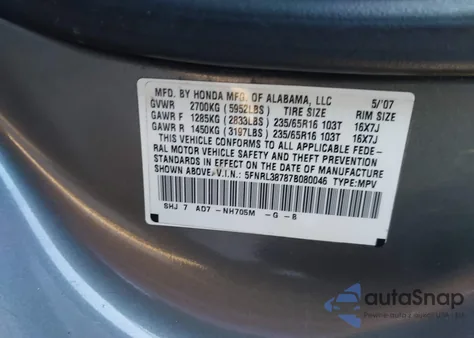 MFD. BY HONDA MFG. OF ALABAMA, LLC 5/'07
GVWR 2700KG (5952LBS) TIRE SIZE RIM SIZE
GAWR F 1285KG (2833LBS) 235/65R16 103T 16X7J
GAWR R 1450KG (3197LBS) 235/65R16 103T 16X7J
THIS VEHICLE CONFORMS TO ALL APPLICABLE FEDE-
RAL MOTOR VEHICLE SAFETY AND THEFT PREVENTION
STANDARDS IN EFFECT ON THE DATE OF MANUFACTURE
SHOWN ABOVE. V.I.N.: 5FNRL38787B080046 TYPE:MPV
SHJ 7 AD7 -NH705M -G -B
autoSnap